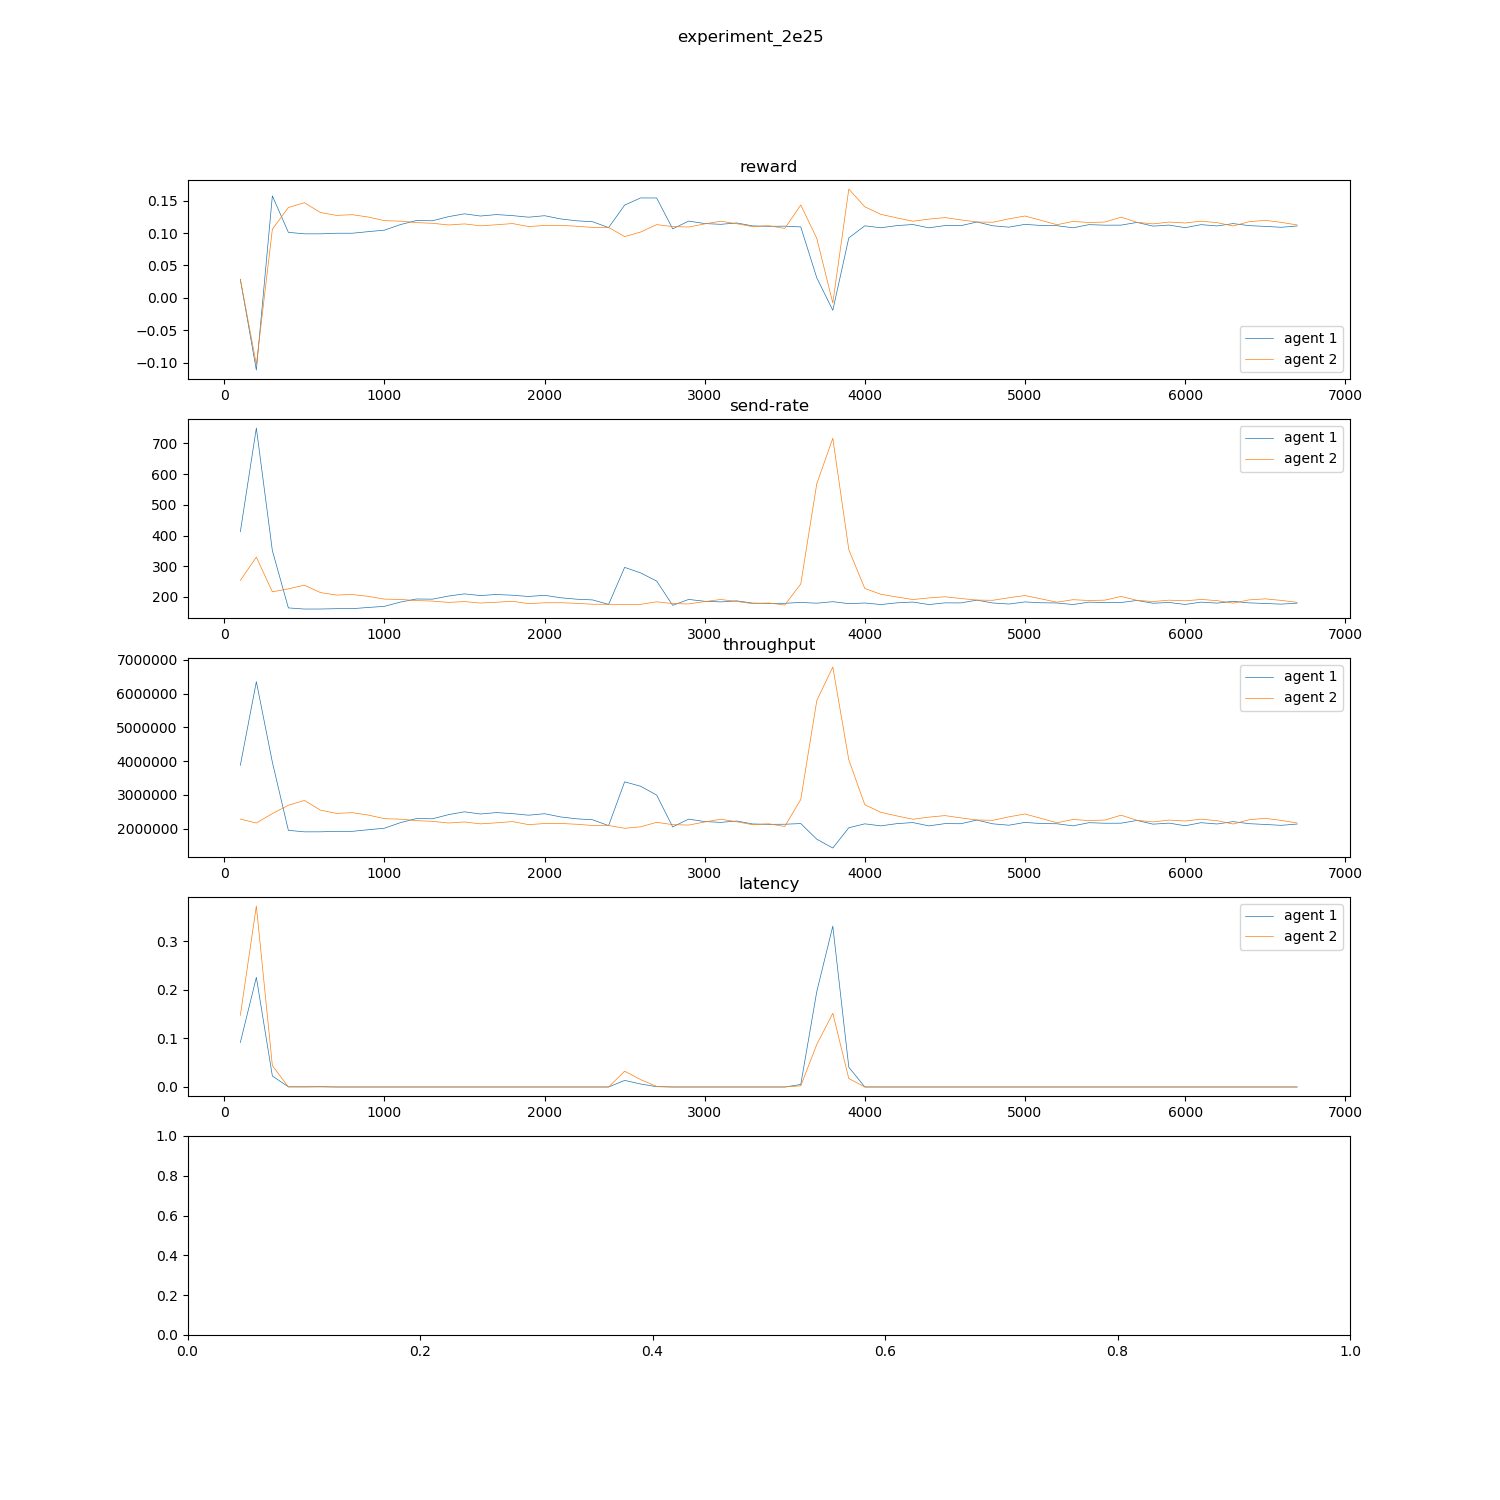 experiment_2e25
reward
0.15
0.10
0.05
0.00
−0.05
−0.10
agent 1
agent 2
0 1000 2000 3000 4000 5000 6000 7000
send-rate
700
600
500
400
300
200
agent 1
agent 2
0 1000 2000 3000 4000 5000 6000 7000
throughput
7000000
6000000
5000000
4000000
3000000
2000000
agent 1
agent 2
0 1000 2000 3000 4000 5000 6000 7000
latency
0.3
0.2
0.1
0.0
agent 1
agent 2
0 1000 2000 3000 4000 5000 6000 7000
1.0
0.8
0.6
0.4
0.2
0.0
0.0 0.2 0.4 0.6 0.8 1.0